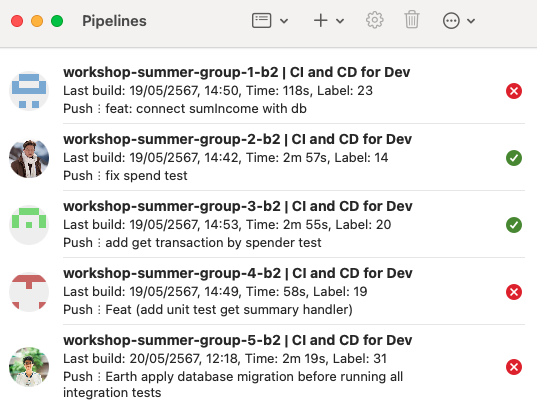 Pipelines
workshop-summer-group-1-b2 | CI and CD for Dev
Last build: 19/05/2567, 14:50, Time: 118s, Label: 23
Push ⋮ feat: connect sumIncome with db
workshop-summer-group-2-b2 | CI and CD for Dev
Last build: 19/05/2567, 14:42, Time: 2m 57s, Label: 14
Push ⋮ fix spend test
workshop-summer-group-3-b2 | CI and CD for Dev
Last build: 19/05/2567, 14:53, Time: 2m 55s, Label: 20
Push ⋮ add get transaction by spender test
workshop-summer-group-4-b2 | CI and CD for Dev
Last build: 19/05/2567, 14:49, Time: 58s, Label: 19
Push ⋮ Feat (add unit test get summary handler)
workshop-summer-group-5-b2 | CI and CD for Dev
Last build: 20/05/2567, 12:18, Time: 2m 19s, Label: 31
Push ⋮ Earth apply database migration before running all
integration tests